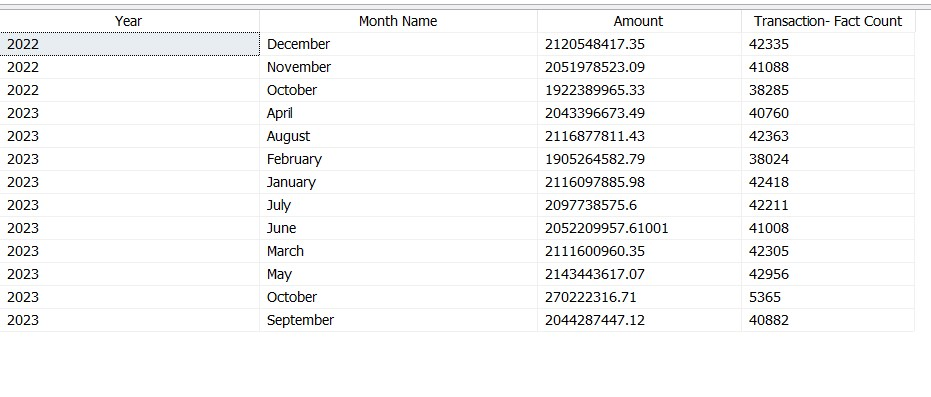 Year Month Name Amount Transaction- Fact Count
2022 December 2120548417.35 42335
2022 November 2051978523.09 41088
2022 October 1922389965.33 38285
2023 April 2043396673.49 40760
2023 August 2116877811.43 42363
2023 February 1905264582.79 38024
2023 January 2116097885.98 42418
2023 July 2097738575.6 42211
2023 June 2052209957.61001 41008
2023 March 2111600960.35 42305
2023 May 2143443617.07 42956
2023 October 270222316.71 5365
2023 September 2044287447.12 40882